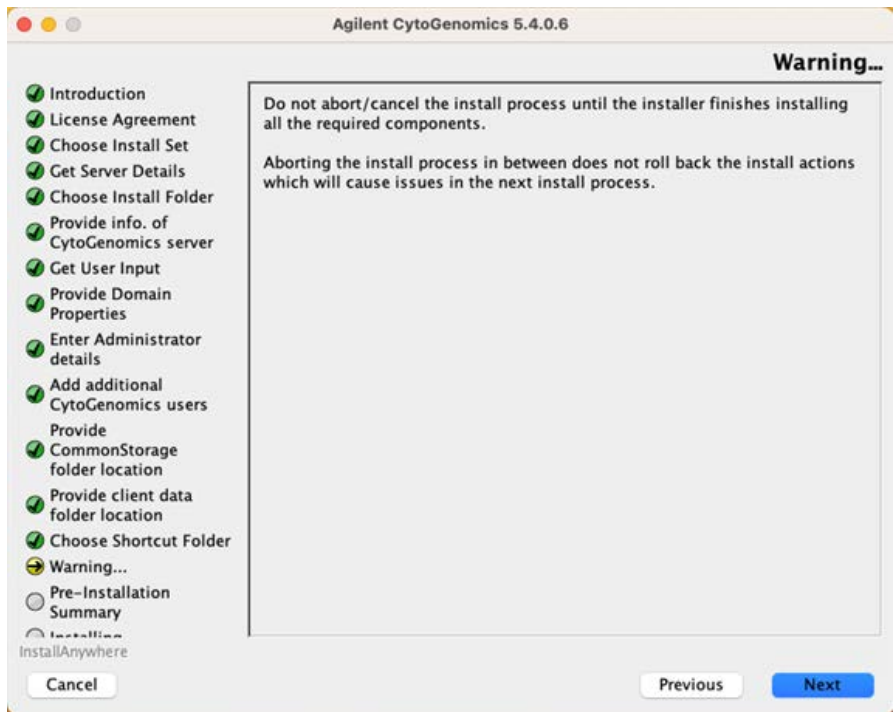 Agilent CytoGenomics 5.4.0.6
Warning...
Introduction
License Agreement
Choose Install Set
Get Server Details
Choose Install Folder
Provide info. of
CytoGenomics server
Get User Input
Provide Domain
Properties
Enter Administrator
details
Add additional
CytoGenomics users
Provide
CommonStorage
folder location
Provide client data
folder location
Choose Shortcut Folder
Warning...
Pre-Installation
Summary
Installing
Do not abort/cancel the install process until the installer finishes installing
all the required components.
Aborting the install process in between does not roll back the install actions
which will cause issues in the next install process.
InstallAnywhere
Cancel
Previous
Next